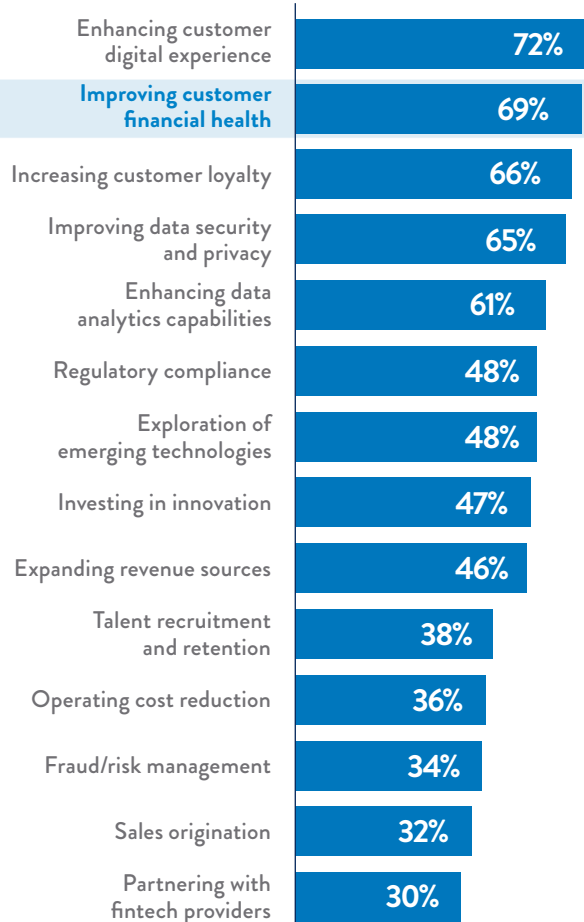 Enhancing customer
digital experience
72%
Improving customer
financial health
69%
Increasing customer loyalty
66%
Improving data security
and privacy
65%
Enhancing data
analytics capabilities
61%
Regulatory compliance
48%
Exploration of
emerging technologies
48%
Investing in innovation
47%
Expanding revenue sources
46%
Talent recruitment
and retention
38%
Operating cost reduction
36%
Fraud/risk management
34%
Sales origination
32%
Partnering with
fintech providers
30%